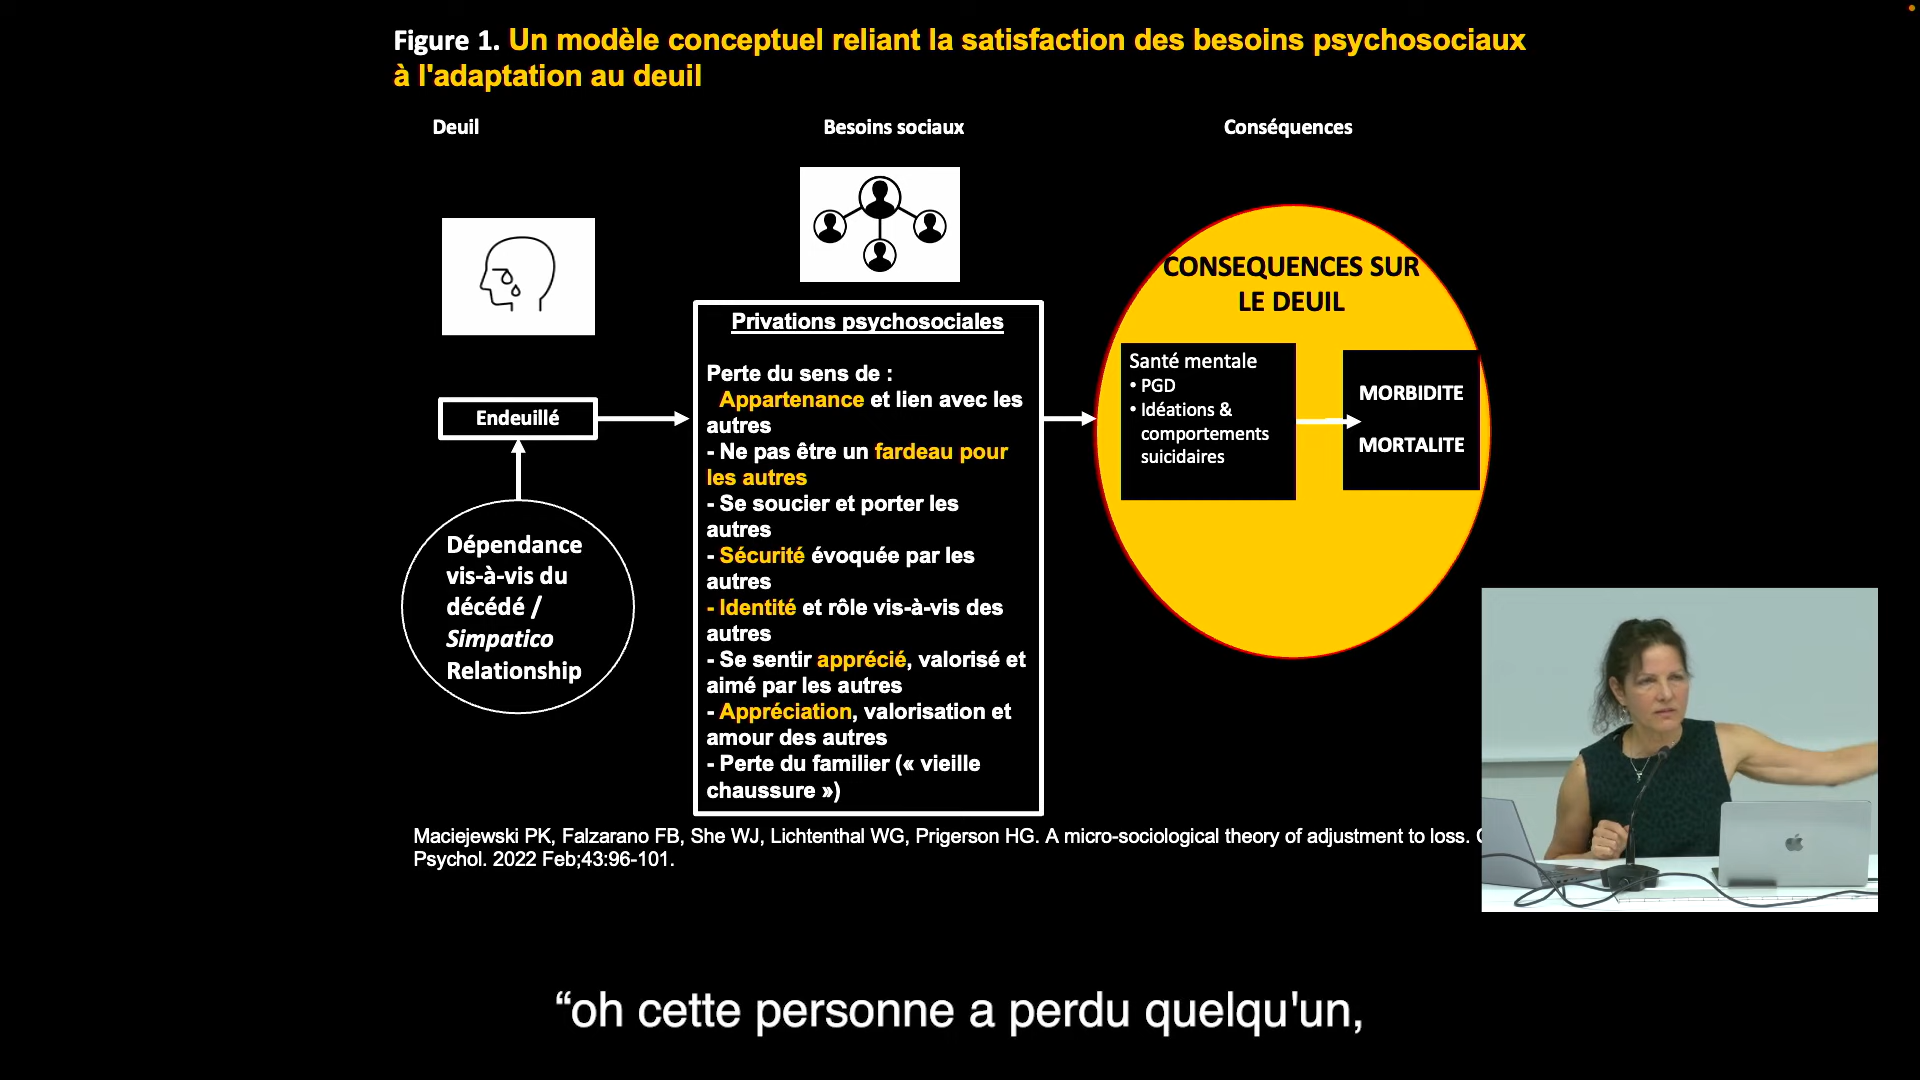 Figure 1. Un modèle conceptuel reliant la satisfaction des besoins psychosociaux
à l'adaptation au deuil
Deuil
Besoins sociaux
Conséquences
Endeuillé
Dépendance
vis-à-vis du
décédé /
Simpatico
Relationship
Privations psychosociales
Perte du sens de :
Appartenance et lien avec les
autres
- Ne pas être un fardeau pour
les autres
- Se soucier et porter les
autres
- Sécurité évoquée par les
autres
- Identité et rôle vis-à-vis des
autres
- Se sentir apprécié, valorisé et
aimé par les autres
- Appréciation, valorisation et
amour des autres
- Perte du familier (« vieille
chaussure »)
CONSEQUENCES SUR
LE DEUIL
Santé mentale
• PGD
• Idéations &
comportements
suicidaires
MORBIDITE
MORTALITE
Maciejewski PK, Falzarano FB, She WJ, Lichtenthal WG, Prigerson HG. A micro-sociological theory of adjustment to loss.
Psychol. 2022 Feb;43:96-101.
“oh cette personne a perdu quelqu'un,